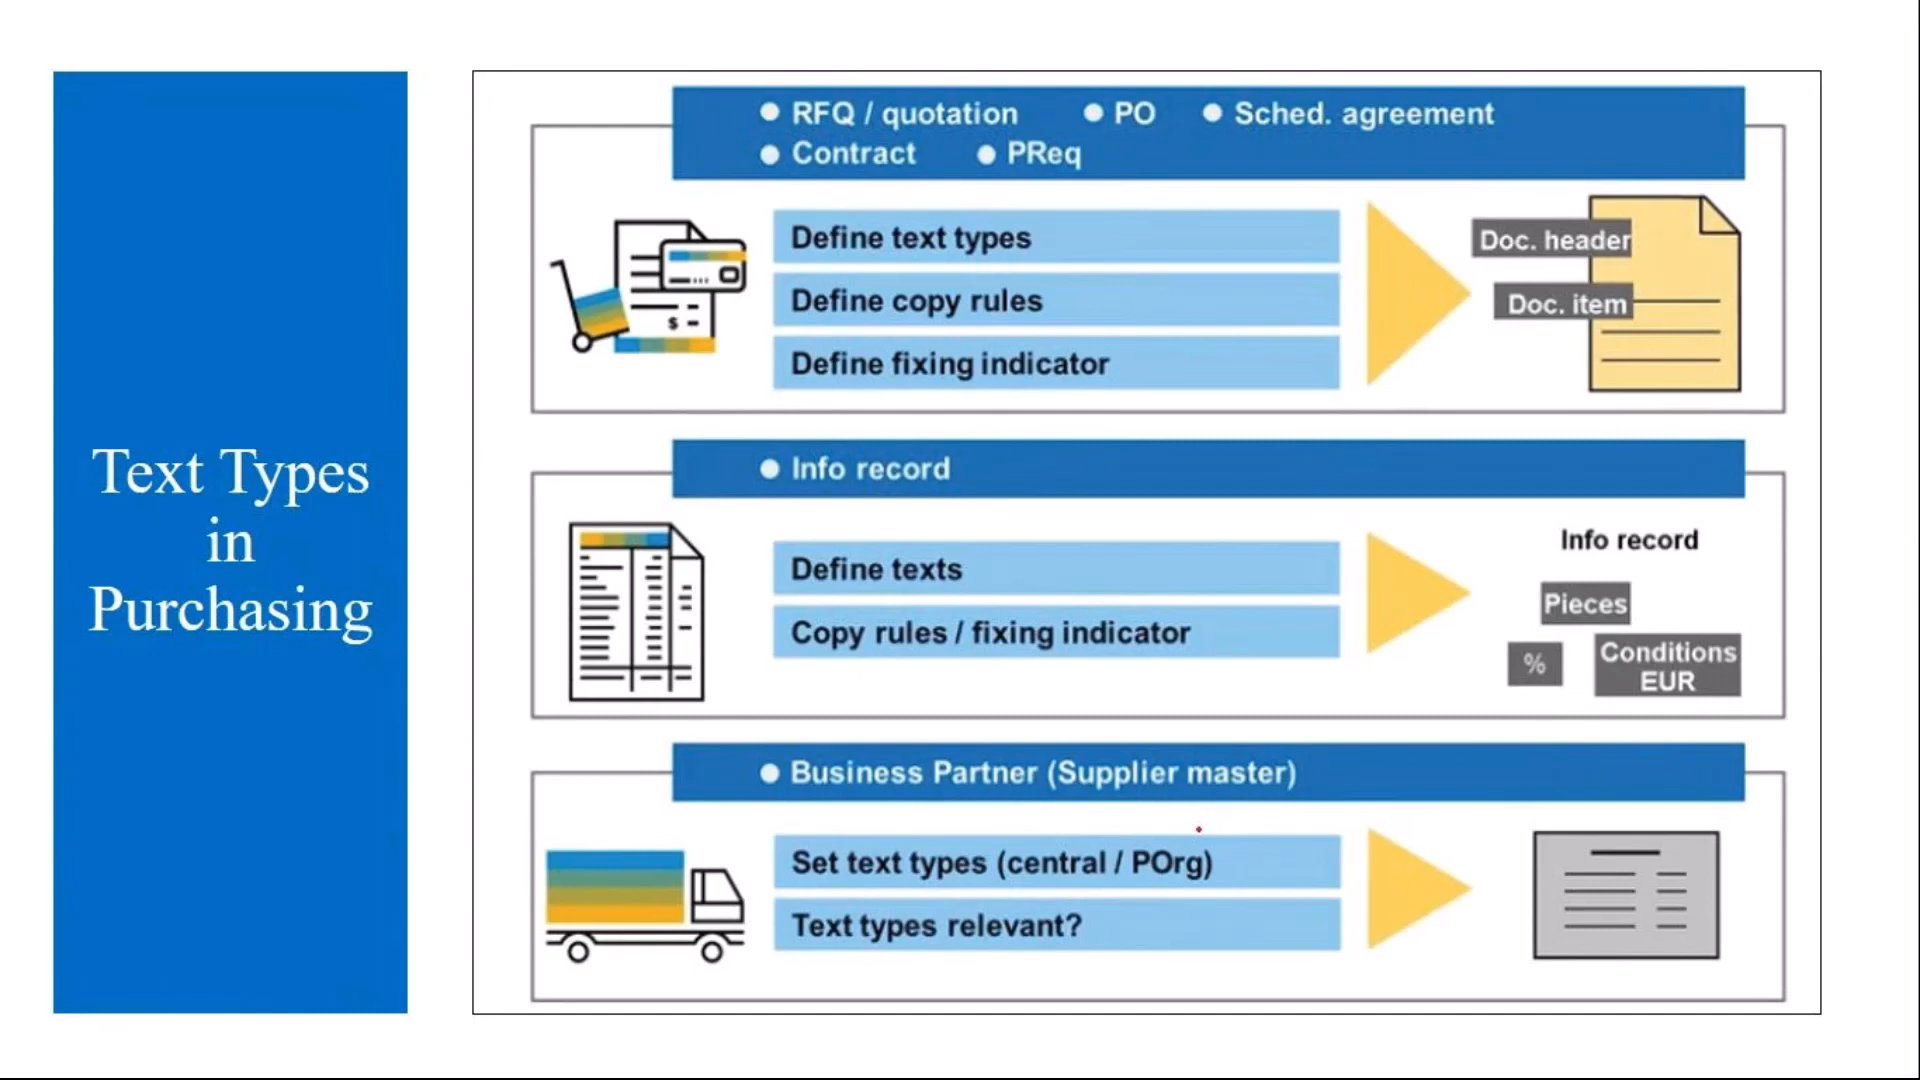 Text Types
in
Purchasing
● RFQ / quotation ● PO ● Sched. agreement
● Contract ● PReq
Define text types
Define copy rules
Define fixing indicator
$
Doc. header
Doc. item
● Info record
Define texts
Copy rules / fixing indicator
Info record
Pieces
%
Conditions
EUR
● Business Partner (Supplier master)
Set text types (central / POrg)
Text types relevant?